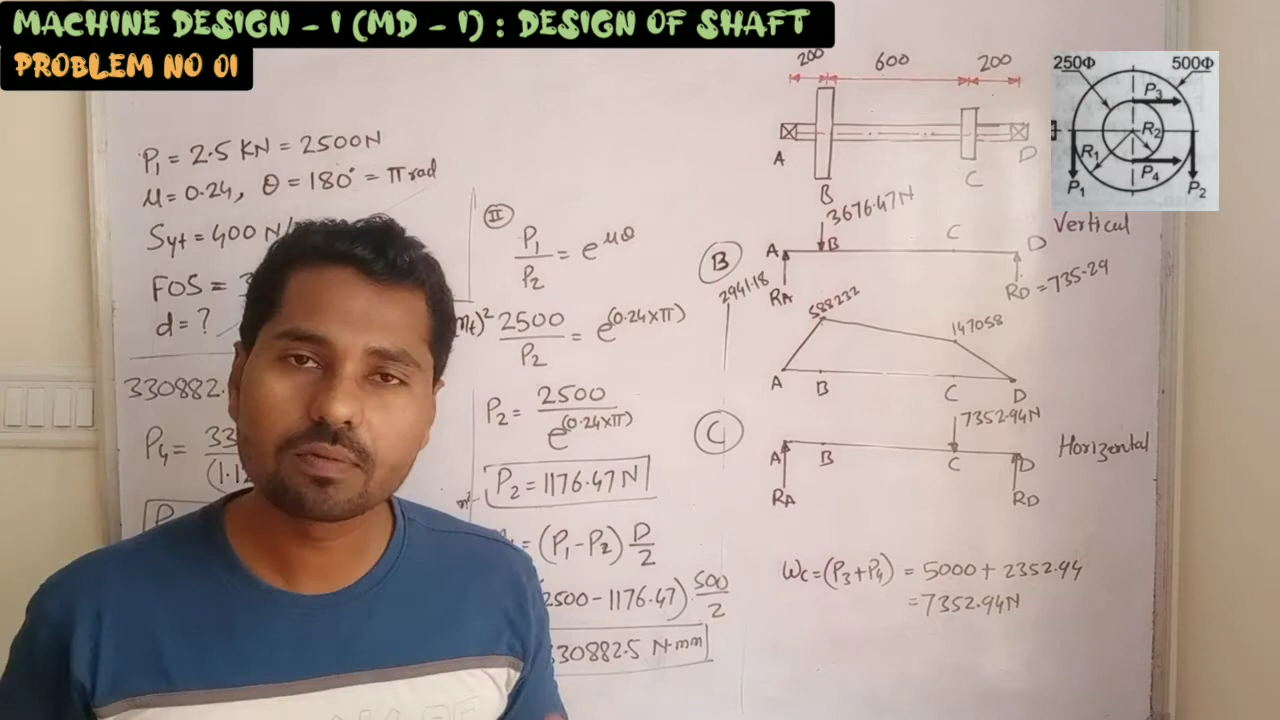 MACHINE DESIGN - I (MD - I) : DESIGN OF SHAFT
PROBLEM NO 01
P₁ = 2.5 KN = 2500N
μ = 0.24, θ = 180° = π rad
Syt = 400 N/
FOS =
d = ?
330882.
P₄ =
(1.12
II
P₁/P₂ = e^μθ
2500/P₂ = e^(0.24×π)
P₂ = 2500/e^(0.24×π)
P₂ = 1176.47N
= (P₁-P₂) D/2
2500 - 1176.47) 500/2
330882.5 N-mm
200 600 200
A B C D
250Φ 500Φ
P₃
R₂
R₁
P₄
P₁ P₂
Vertical
B
3676.47N
A B C D
2941.18
RA
RD = 735.29
588232
147058
A B C D
C
7352.94N
Horizontal
A B C D
RA RD
Wc = (P₃+P₄) = 5000 + 2352.94
= 7352.94N